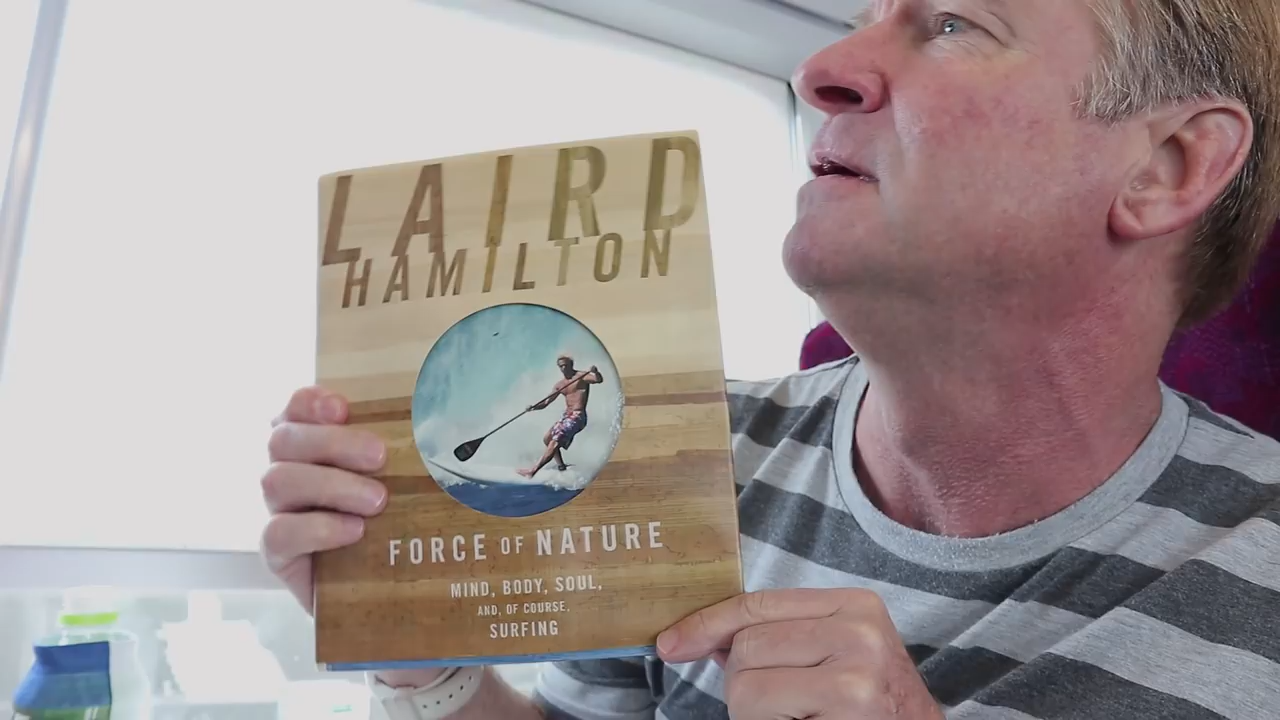 LAIRD
HAMILTON
FORCE OF NATURE
MIND, BODY, SOUL,
AND, OF COURSE,
SURFING